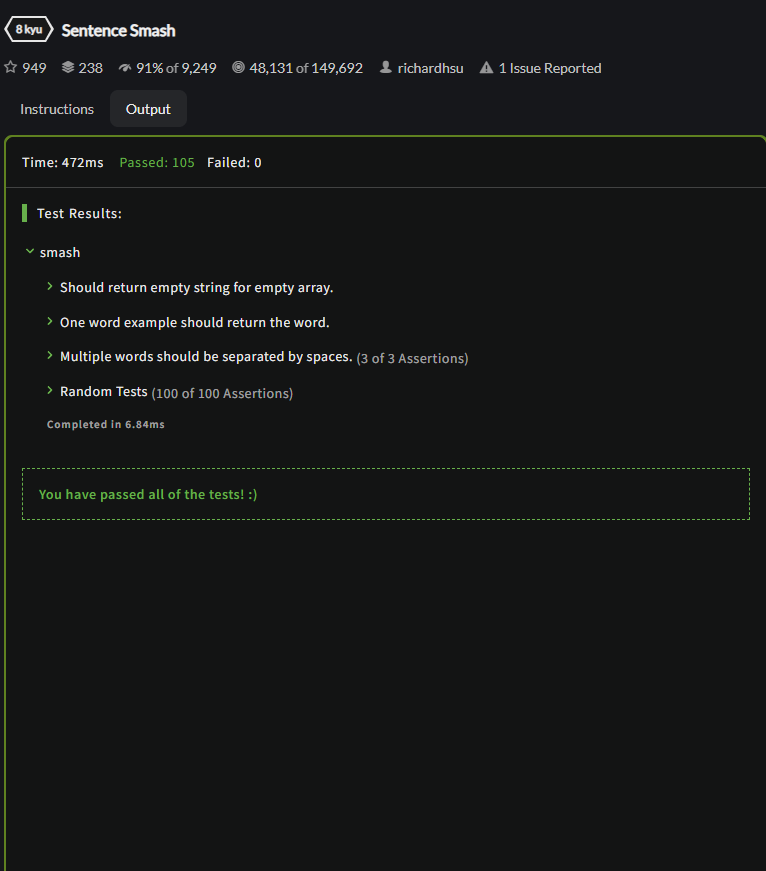 8 kyu Sentence Smash
949 238 91% of 9,249 48,131 of 149,692 richardhsu 1 Issue Reported
Instructions Output
Time: 472ms Passed: 105 Failed: 0
Test Results:
smash
Should return empty string for empty array.
One word example should return the word.
Multiple words should be separated by spaces. (3 of 3 Assertions)
Random Tests (100 of 100 Assertions)
Completed in 6.84ms
You have passed all of the tests! :)